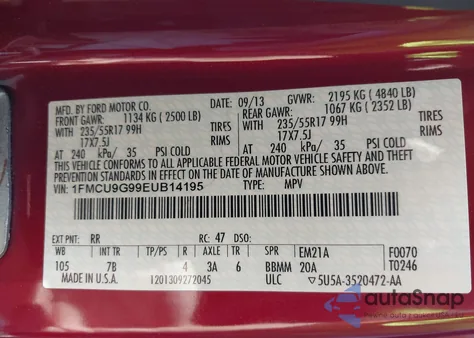 MFD. BY FORD MOTOR CO.
09/13 GVWR: 2195 KG ( 4840 LB)
FRONT GAWR: 1134 KG ( 2500 LB) REAR GAWR: 1067 KG ( 2352 LB)
WITH 235/55R17 99H TIRES WITH 235/55R17 99H TIRES
17X7.5J RIMS 17X7.5J RIMS
AT 240 kPa/ 35 PSI COLD AT 240 kPa/ 35 PSI COLD
THIS VEHICLE CONFORMS TO ALL APPLICABLE FEDERAL MOTOR VEHICLE SAFETY AND THEFT
PREVENTION STANDARDS IN EFFECT ON THE DATE OF MANUFACTURE SHOWN ABOVE.
VIN: 1FMCU9G99EUB14195 TYPE: MPV
EXT PNT: RR RC: 47 DSO: F0070
WB INT TR TP/PS R AXLE TR SPR EM21A T0246
105 7B 4 3A 6 BBMM 20A
MADE IN U.S.A. 1201309272045 ULC 5U5A-3520472-AA
autoSnap